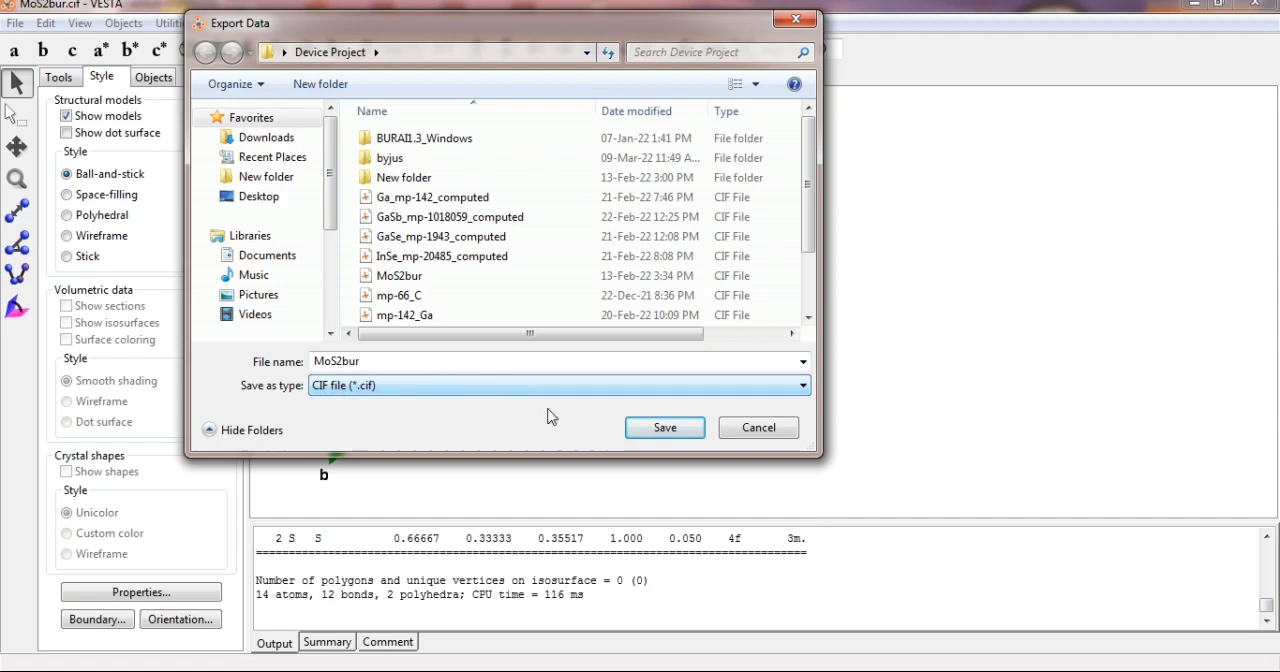 MoS2bur.cif - VESTA
Export Data
File Edit View Objects
Device Project
Search Device Project
a b c a* b* c*
Organize New folder
Tools Style Objects
Structural models
Show models
Show dot surface
Style
Ball-and-stick
Space-filling
Polyhedral
Wireframe
Stick
Volumetric data
Show sections
Show isosurfaces
Surface coloring
Style
Smooth shading
Wireframe
Dot surface
Crystal shapes
Show shapes
Style
Unicolor
Custom color
Wireframe
Properties...
Boundary... Orientation...
Favorites
Downloads
Recent Places
New folder
Desktop
Libraries
Documents
Music
Pictures
Videos
Name Date modified Type
BURAI1.3_Windows 07-Jan-22 1:41 PM File folder
byjus 09-Mar-22 11:49 A... File folder
New folder 13-Feb-22 3:00 PM File folder
Ga_mp-142_computed 21-Feb-22 7:46 PM CIF File
GaSb_mp-1018059_computed 22-Feb-22 12:25 PM CIF File
GaSe_mp-1943_computed 21-Feb-22 12:08 PM CIF File
InSe_mp-20485_computed 21-Feb-22 8:08 PM CIF File
MoS2bur 13-Feb-22 3:34 PM CIF File
mp-66_C 22-Dec-21 8:36 PM CIF File
mp-142_Ga 20-Feb-22 10:09 PM CIF File
File name: MoS2bur
Save as type: CIF file (*.cif)
Hide Folders Save Cancel
b
2 S S 0.66667 0.33333 0.35517 1.000 0.050 4f 3m.
Number of polygons and unique vertices on isosurface = 0 (0)
14 atoms, 12 bonds, 2 polyhedra; CPU time = 116 ms
Output Summary Comment